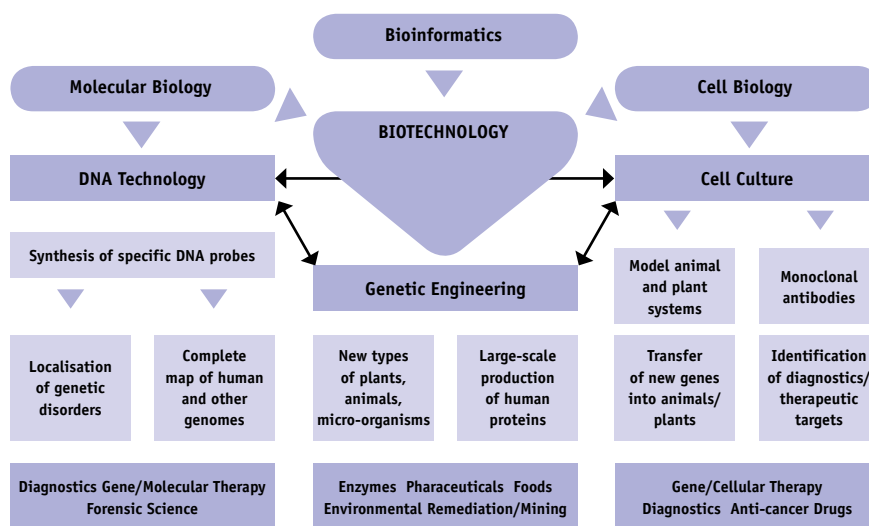 Bioinformatics
Molecular Biology
Cell Biology
BIOTECHNOLOGY
DNA Technology
Cell Culture
Synthesis of specific DNA probes
Genetic Engineering
Model animal
and plant
systems
Monoclonal
antibodies
Localisation
of genetic
disorders
Complete
map of human
and other
genomes
New types
of plants,
animals,
micro-organisms
Large-scale
production
of human
proteins
Transfer
of new genes
into animals/
plants
Identification
of diagnostics/
therapeutic
targets
Diagnostics Gene/Molecular Therapy
Forensic Science
Enzymes Pharaceuticals Foods
Environmental Remediation/Mining
Gene/Cellular Therapy
Diagnostics Anti-cancer Drugs